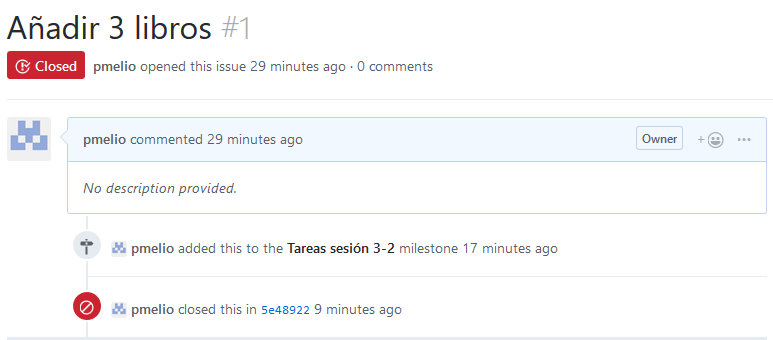 Añadir 3 libros #1
Closed pmelio opened this issue 29 minutes ago · 0 comments
pmelio commented 29 minutes ago Owner + ...
No description provided.
pmelio added this to the Tareas sesión 3-2 milestone 17 minutes ago
pmelio closed this in 5e48922 9 minutes ago